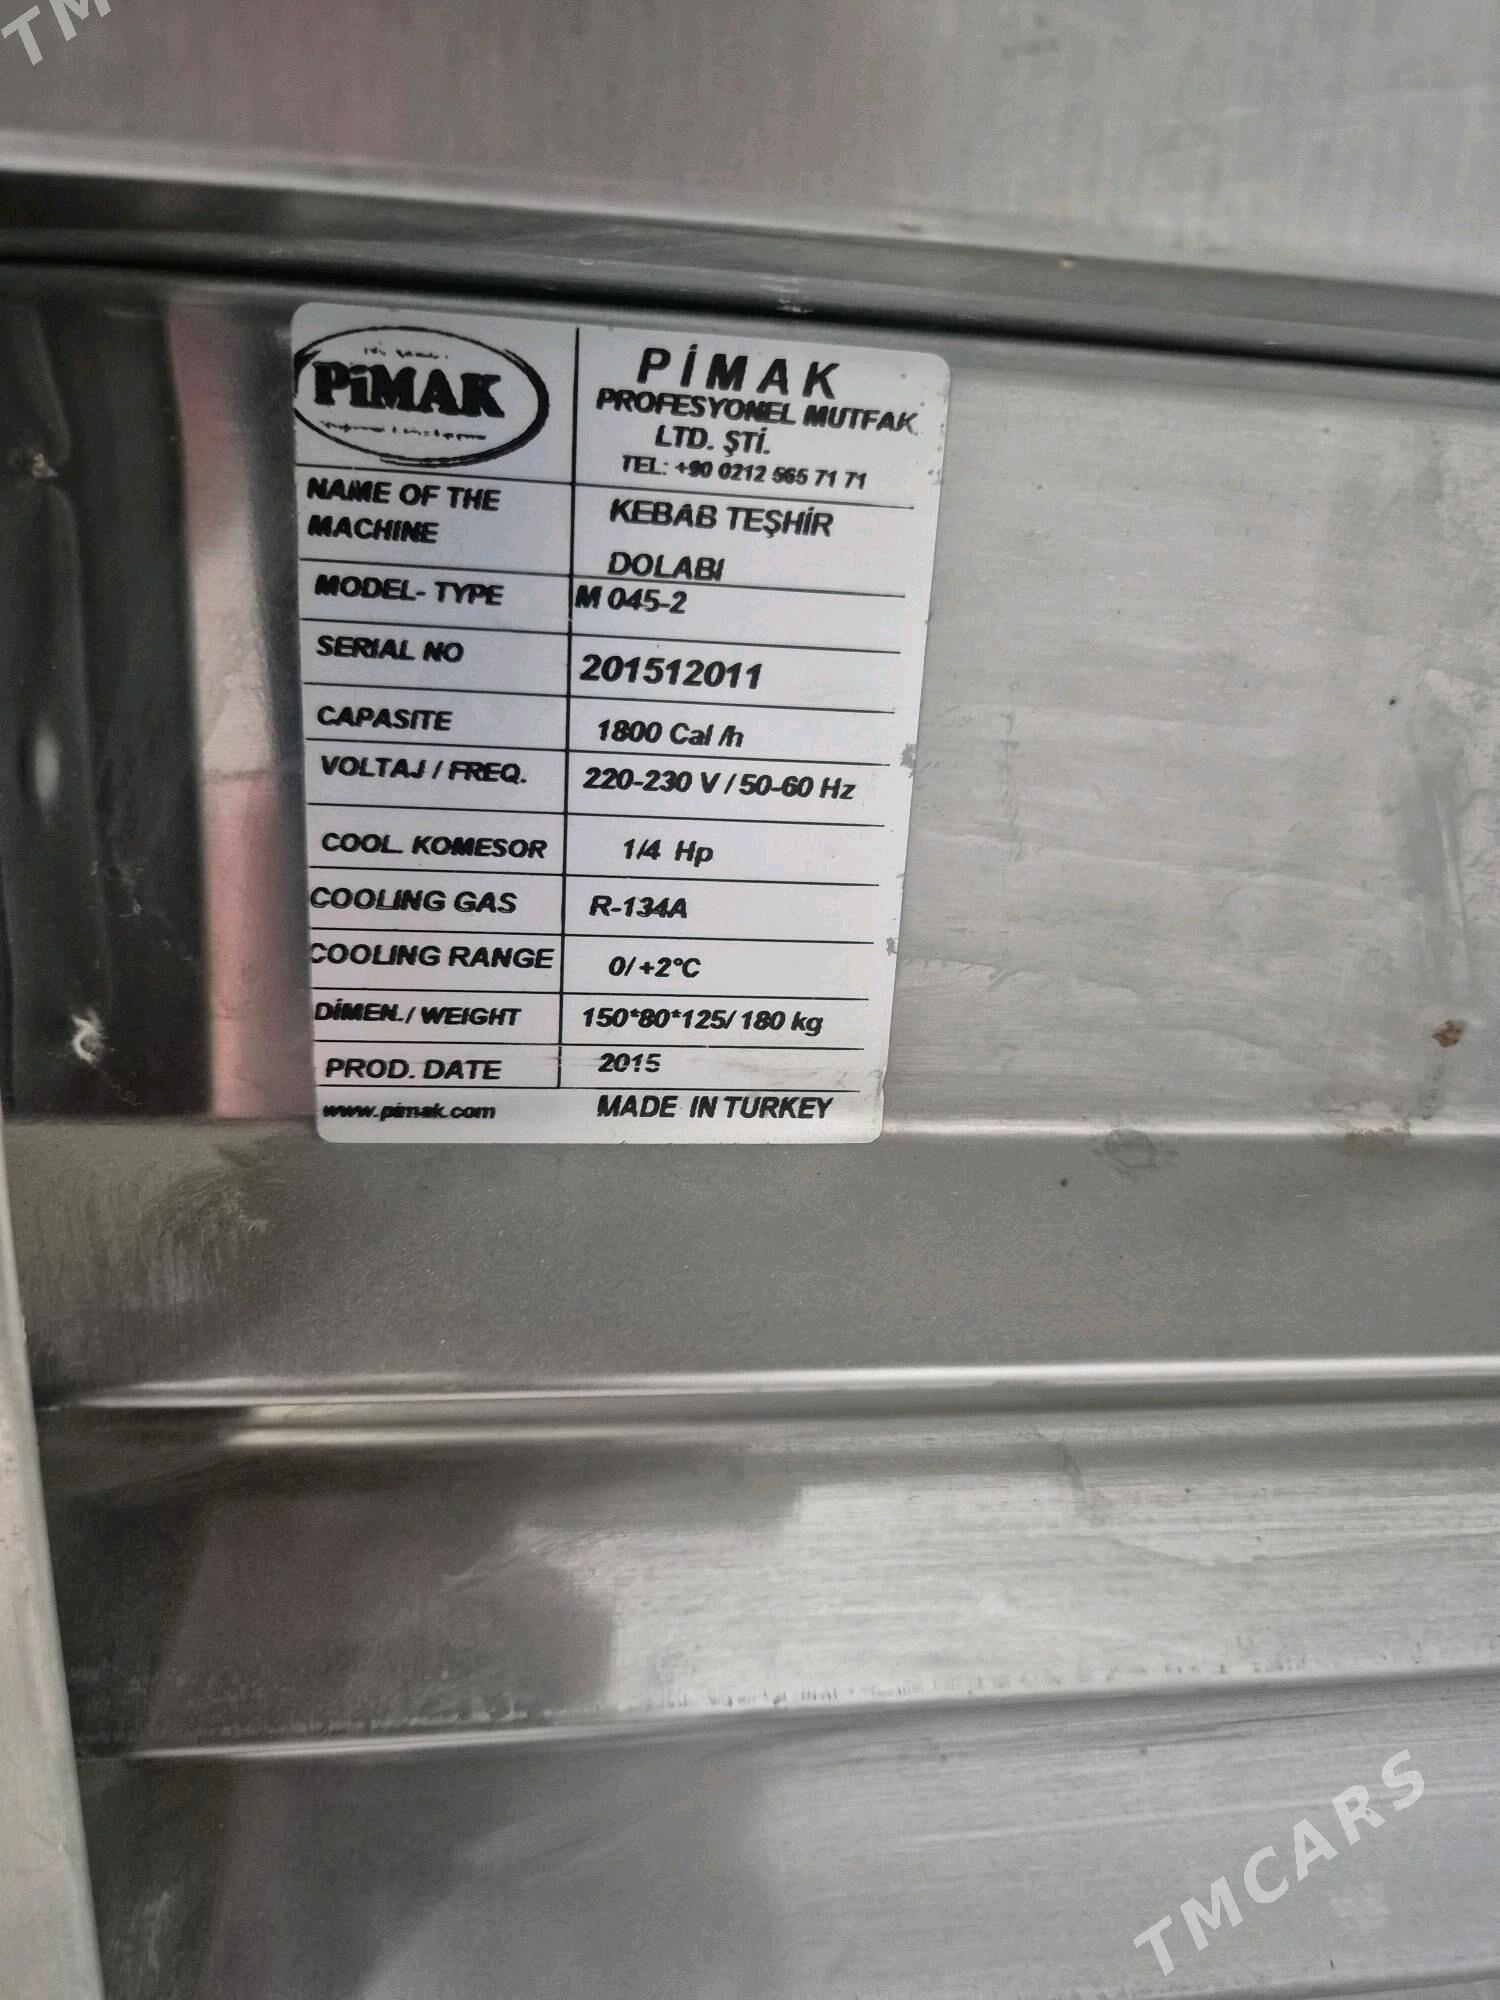 TM
PiMAK
PİMAK
PROFESYONEL MUTFAK
LTD. ŞTİ.
TEL: +90 0212 565 71 71
NAME OF THE MACHINE
KEBAB TEŞHİR DOLABI
MODEL- TYPE M 045-2
SERIAL NO 201512011
CAPASITE 1800 Cal /h
VOLTAJ / FREQ. 220-230 V / 50-60 Hz
COOL. KOMESOR 1/4 Hp
COOLING GAS R-134A
COOLING RANGE 0/ +2°C
DİMEN./ WEIGHT 150*80*125/ 180 kg
PROD. DATE 2015
www.pimak.com MADE IN TURKEY
TMCARS